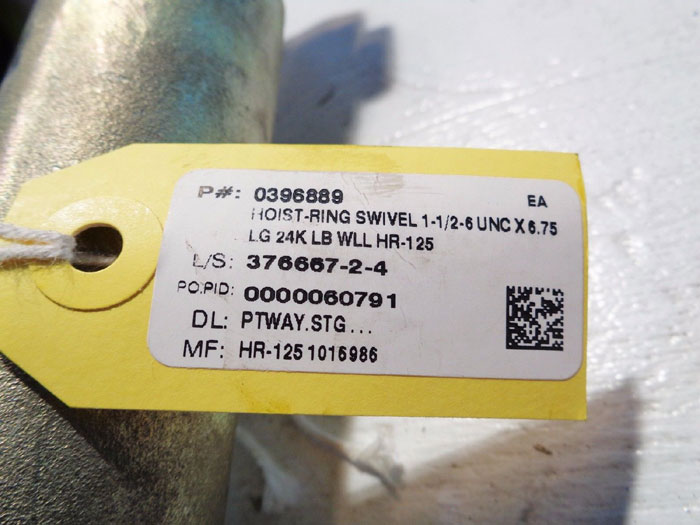 P#: 0396889 EA
HOIST-RING SWIVEL 1-1/2-6 UNC X 6.75
LG 24K LB WLL HR-125
L/S: 376667-2-4
PO:PID: 0000060791
DL: PTWAY.STG...
MF: HR-125 1016986